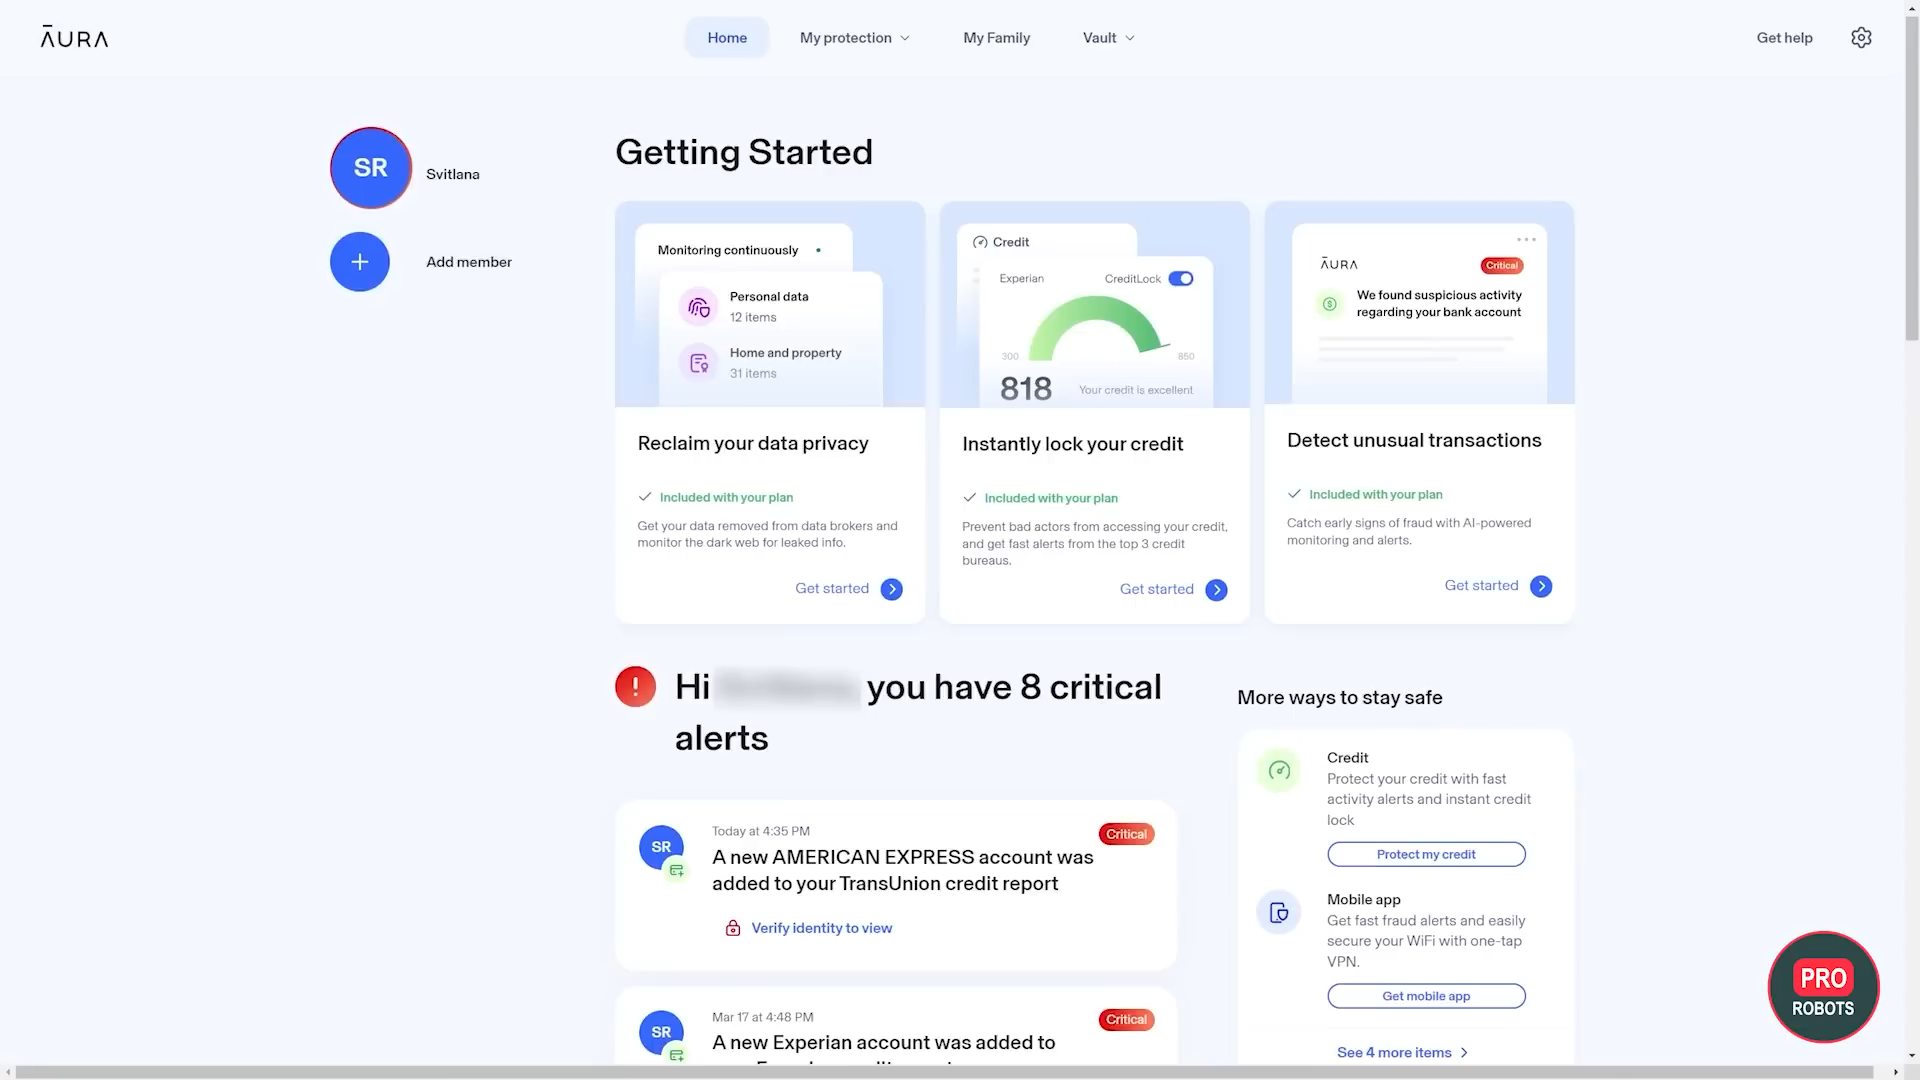 ĀURA
Home
My protection
My Family
Vault
Get help
SR
Svitlana
Add member
Getting Started
Monitoring continuously
Personal data
12 items
Home and property
31 items
Reclaim your data privacy
Included with your plan
Get your data removed from data brokers and
monitor the dark web for leaked info.
Get started
Credit
Experian
CreditLock
300
850
818
Your credit is excellent
Instantly lock your credit
Included with your plan
Prevent bad actors from accessing your credit,
and get fast alerts from the top 3 credit
bureaus.
Get started
ĀURA
Critical
We found suspicious activity
regarding your bank account
Detect unusual transactions
Included with your plan
Catch early signs of fraud with AI-powered
monitoring and alerts.
Get started
Hi you have 8 critical
alerts
SR
Today at 4:35 PM
Critical
A new AMERICAN EXPRESS account was
added to your TransUnion credit report
Verify identity to view
SR
Mar 17 at 4:48 PM
Critical
A new Experian account was added to
More ways to stay safe
Credit
Protect your credit with fast
activity alerts and instant credit
lock
Protect my credit
Mobile app
Get fast fraud alerts and easily
secure your WiFi with one-tap
VPN.
Get mobile app
See 4 more items
PRO
ROBOTS